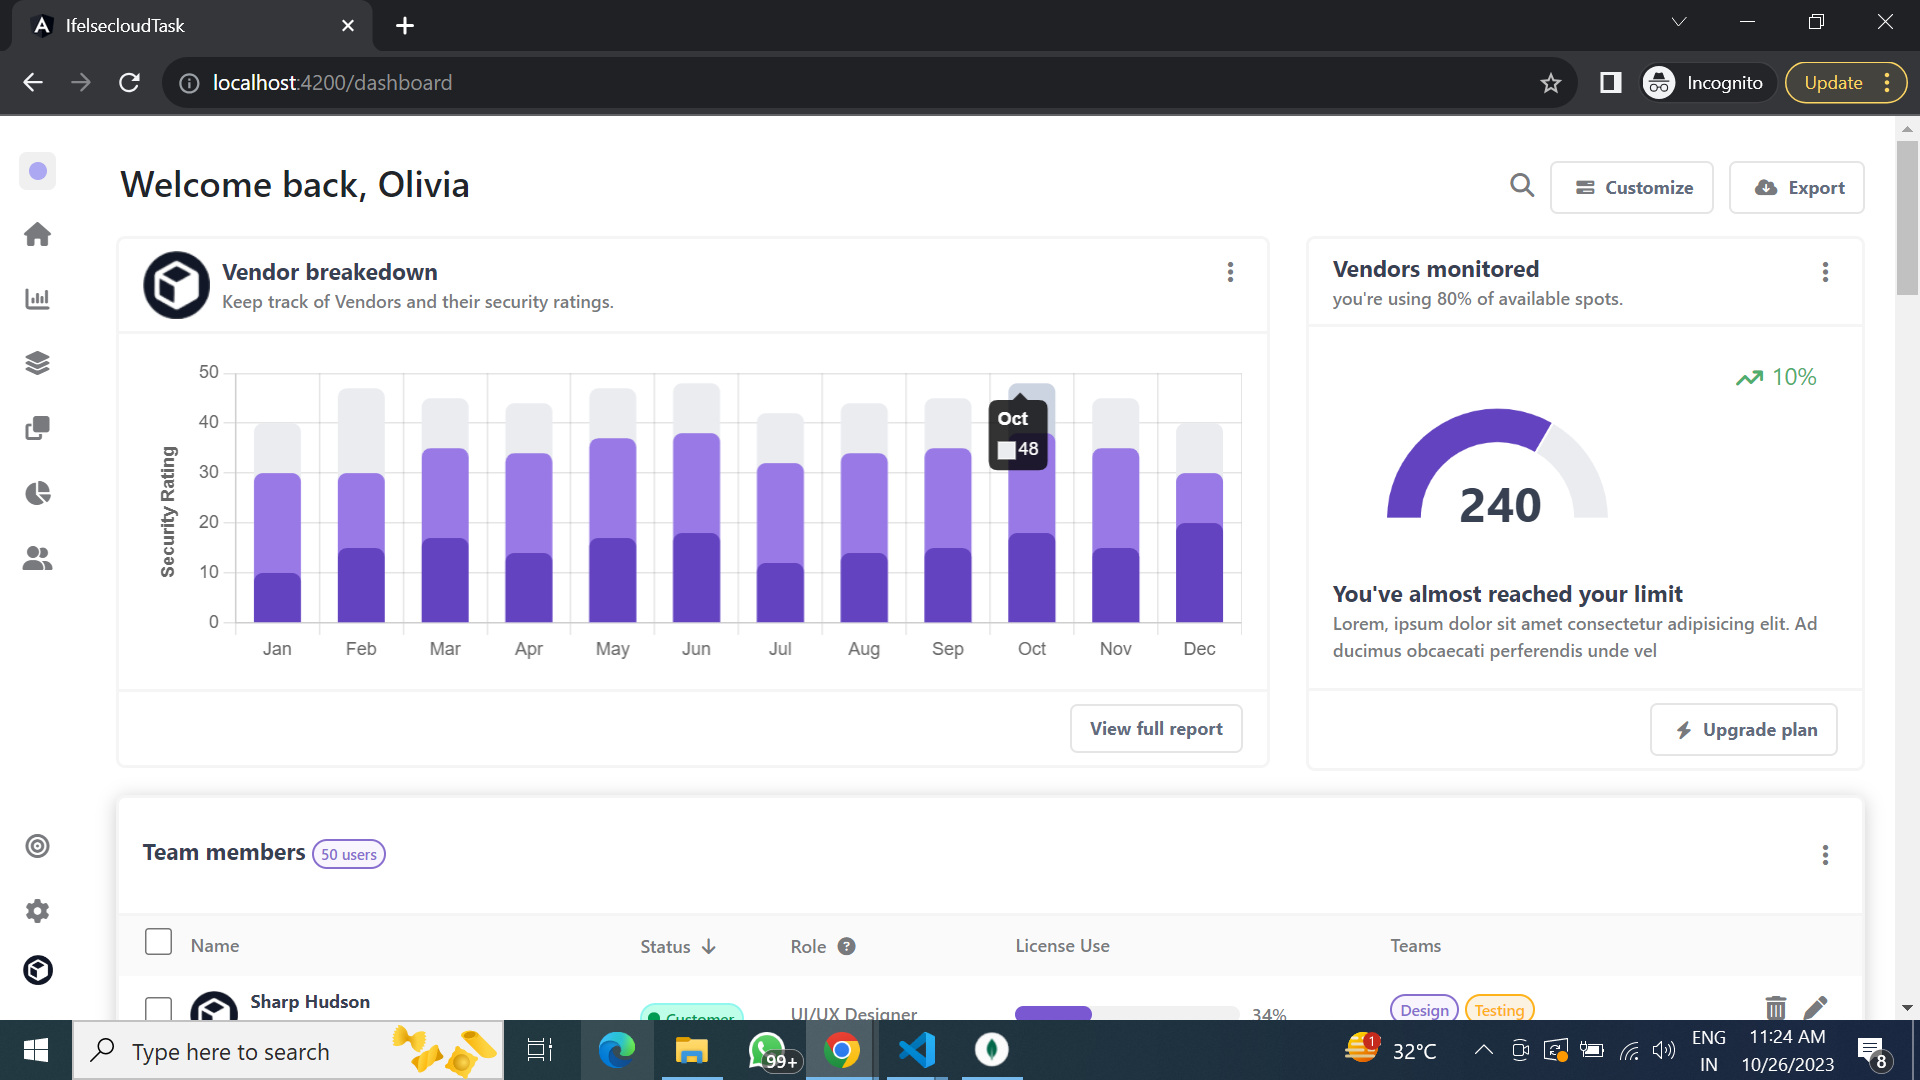 IfelsecloudTask
localhost:4200/dashboard
Incognito
Update
Welcome back, Olivia
Customize
Export
Vendor breakedown
Keep track of Vendors and their security ratings.
50
40
30
20
10
0
Security Rating
Oct
48
Jan Feb Mar Apr May Jun Jul Aug Sep Oct Nov Dec
View full report
Vendors monitored
you're using 80% of available spots.
10%
240
You've almost reached your limit
Lorem, ipsum dolor sit amet consectetur adipisicing elit. Ad
ducimus obcaecati perferendis unde vel
Upgrade plan
Team members 50 users
Name Status Role License Use Teams
Sharp Hudson
Customer UI/UX Designer 34% Design Testing
Type here to search
99+
1
32°C
ENG
IN
11:24 AM
10/26/2023
8